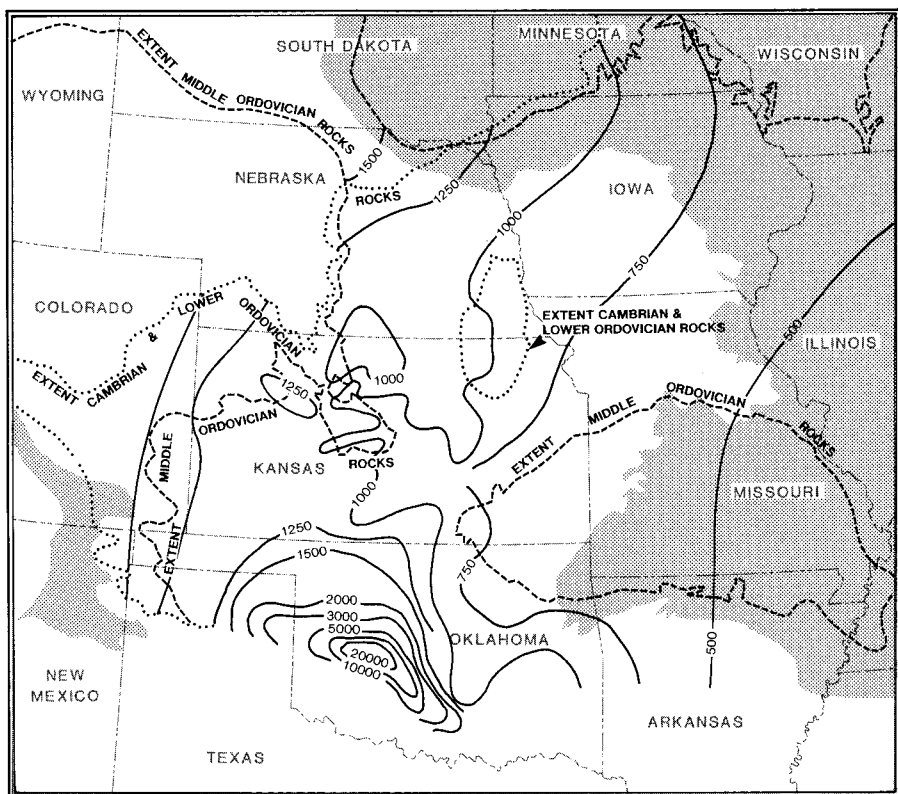 SOUTH DAKOTA
MINNESOTA
WISCONSIN
WYOMING
EXTENT MIDDLE ORDOVICIAN ROCKS
NEBRASKA
1500
ROCKS
1250
IOWA
1000
750
COLORADO
EXTENT CAMBRIAN & LOWER ORDOVICIAN
EXTENT CAMBRIAN &
LOWER ORDOVICIAN ROCKS
500
ILLINOIS
1250
1000
EXTENT MIDDLE ORDOVICIAN
ROCKS
KANSAS
1000
EXTENT MIDDLE ORDOVICIAN ROCKS
MISSOURI
1250
1500
750
2000
3000
5000
20000
10000
OKLAHOMA
500
NEW
MEXICO
ARKANSAS
TEXAS